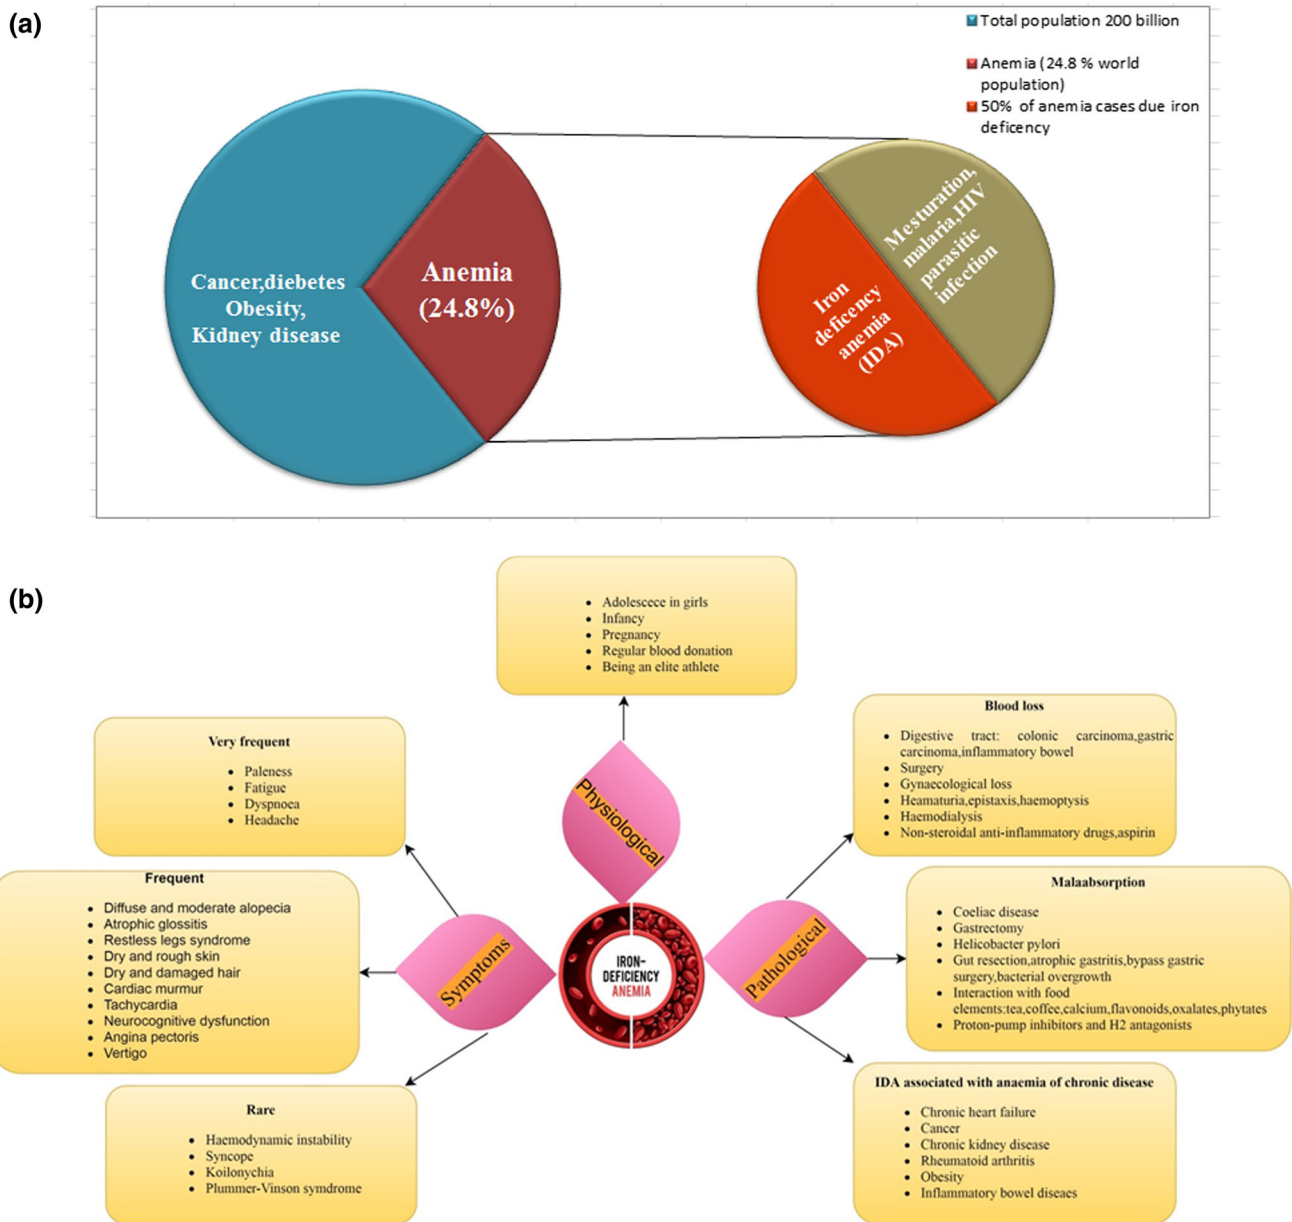 (a)
Total population 200 billion
Anemia (24.8 % world
population)
50% of anemia cases due iron
deficency
Cancer,diebetes
Obesity,
Kidney disease
Anemia
(24.8%)
Iron
deficency
anemia
(IDA)
Mesturation,
malaria,HIV
parasitic
infection
(b)
• Adolescece in girls
• Infancy
• Pregnancy
• Regular blood donation
• Being an elite athlete
Physiological
Very frequent
• Paleness
• Fatigue
• Dyspnoea
• Headache
Frequent
• Diffuse and moderate alopecia
• Atrophic glossitis
• Restless legs syndrome
• Dry and rough skin
• Dry and damaged hair
• Cardiac murmur
• Tachycardia
• Neurocognitive dysfunction
• Angina pectoris
• Vertigo
Rare
• Haemodynamic instability
• Syncope
• Koilonychia
• Plummer-Vinson symdrome
Symptoms
IRON-
DEFICIENCY
ANEMIA
Pathological
Blood loss
• Digestive tract: colonic carcinoma,gastric
carcinoma,inflammatory bowel
• Surgery
• Gynaecological loss
• Heamaturia,epistaxis,haemoptysis
• Haemodialysis
• Non-steroidal anti-inflammatory drugs,aspirin
Malaabsorption
• Coeliac disease
• Gastrectomy
• Helicobacter pylori
• Gut resection,atrophic gastritis,bypass gastric
surgery,bacterial overgrowth
• Interaction with food
elements:tea,coffee,calcium,flavonoids,oxalates,phytates
• Proton-pump inhibitors and H2 antagonists
IDA associated with anaemia of chronic disease
• Chronic heart failure
• Cancer
• Chronic kidney disease
• Rheumatoid arthritis
• Obesity
• Inflammatory bowel diseaes